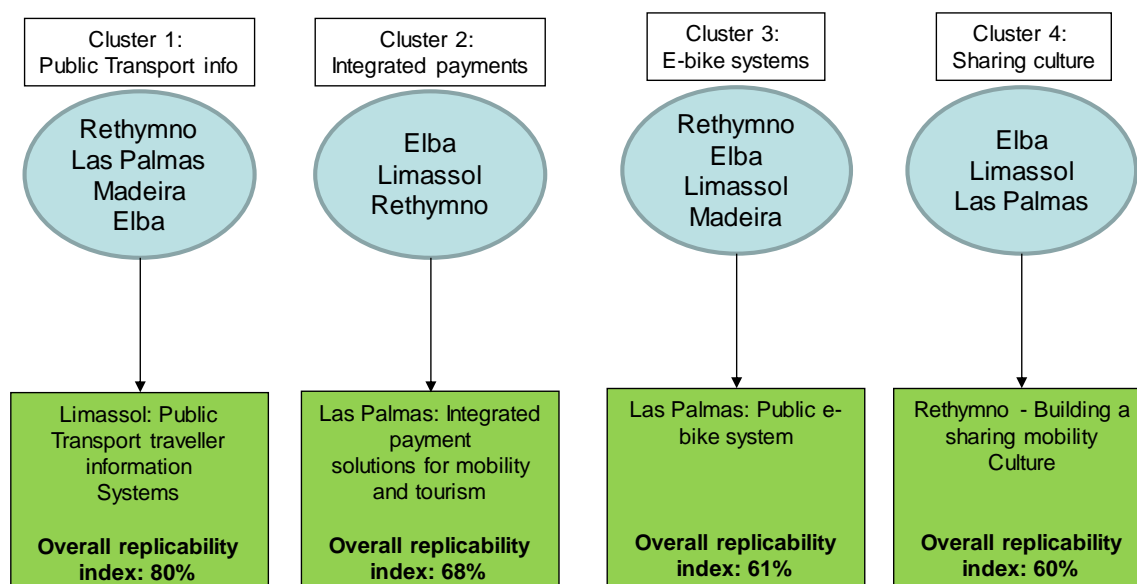 Cluster 1:
Public Transport info
Rethymno
Las Palmas
Madeira
Elba
Limassol: Public
Transport traveller
information
Systems
Overall replicability
index: 80%
Cluster 2:
Integrated payments
Elba
Limassol
Rethymno
Las Palmas: Integrated
payment
solutions for mobility
and tourism
Overall replicability
index: 68%
Cluster 3:
E-bike systems
Rethymno
Elba
Limassol
Madeira
Las Palmas: Public e-
bike system
Overall replicability
index: 61%
Cluster 4:
Sharing culture
Elba
Limassol
Las Palmas
Rethymno - Building a
sharing mobility
Culture
Overall replicability
index: 60%